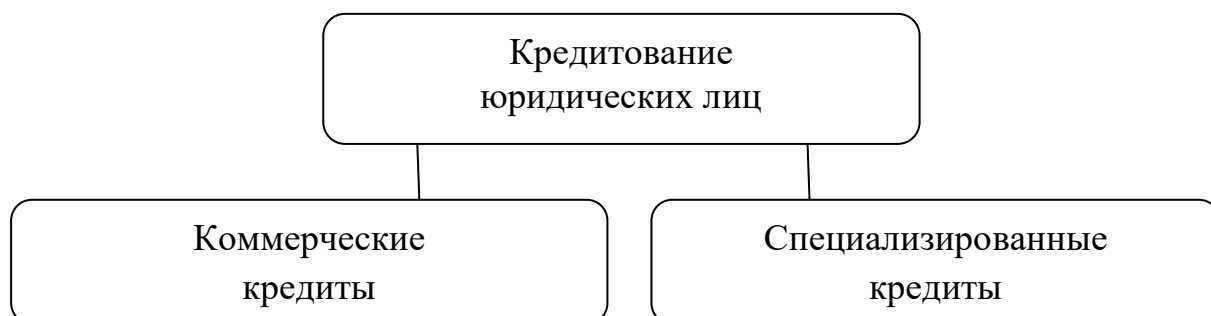 Кредитование
юридических лиц
Коммерческие
кредиты
Специализированные
кредиты